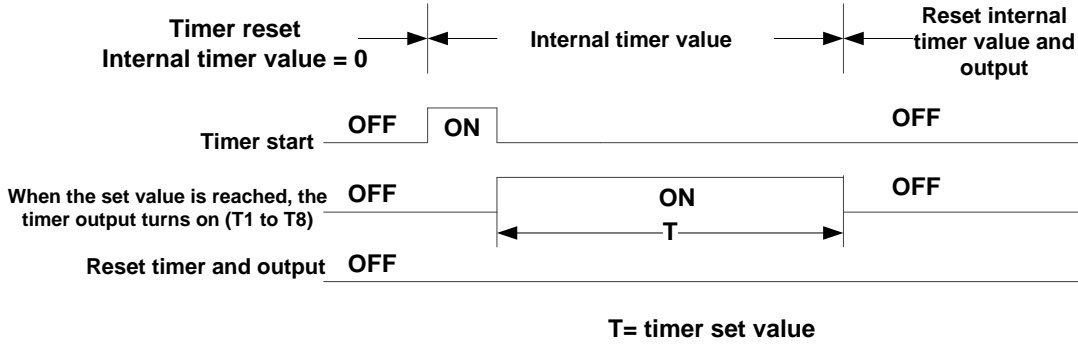 Timer reset
Internal timer value = 0
Internal timer value
Reset internal
timer value and
output
Timer start
OFF
ON
OFF
When the set value is reached, the
timer output turns on (T1 to T8)
OFF
ON
OFF
T
Reset timer and output
OFF
T= timer set value